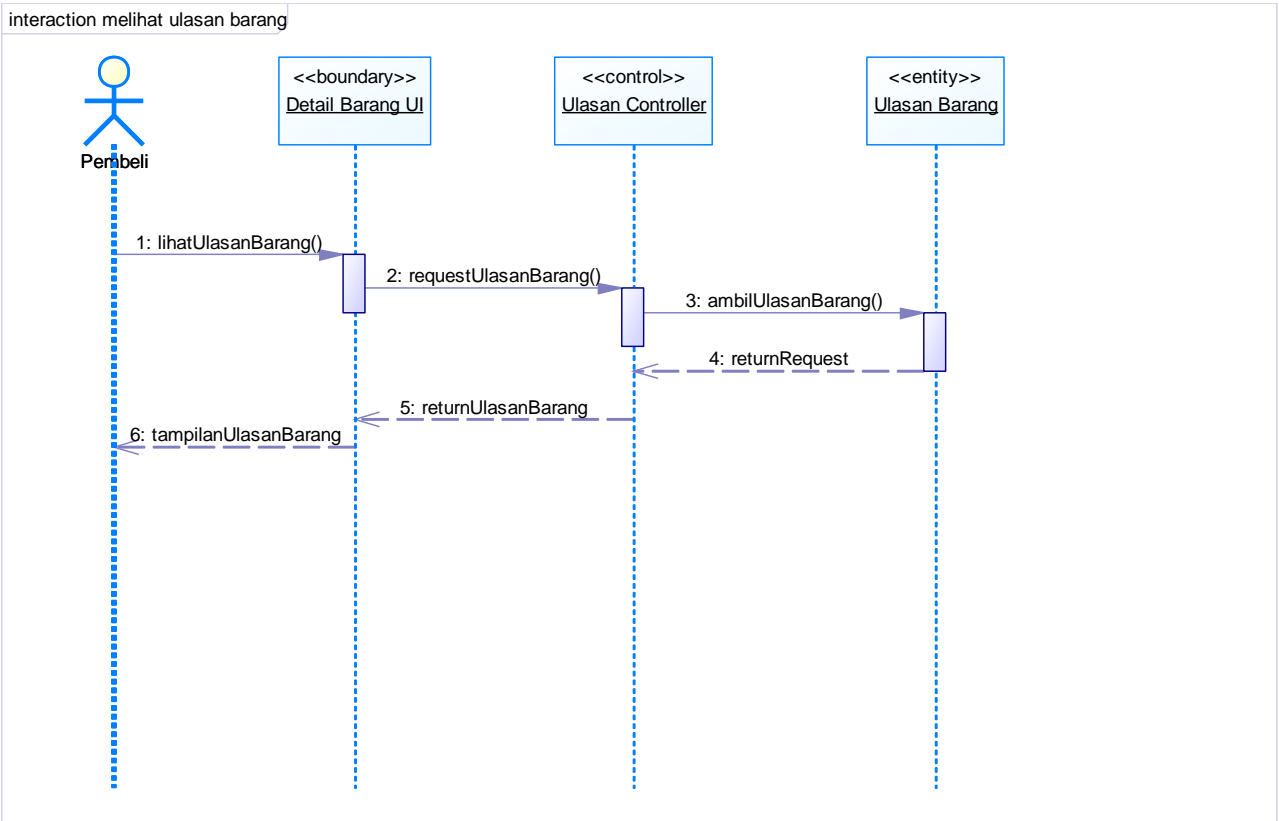 interaction melihat ulasan barang
<<boundary>>
Detail Barang UI
<<control>>
Ulasan Controller
<<entity>>
Ulasan Barang
Pembeli
1: lihatUlasanBarang()
2: requestUlasanBarang()
3: ambilUlasanBarang()
4: returnRequest
5: returnUlasanBarang
6: tampilanUlasanBarang